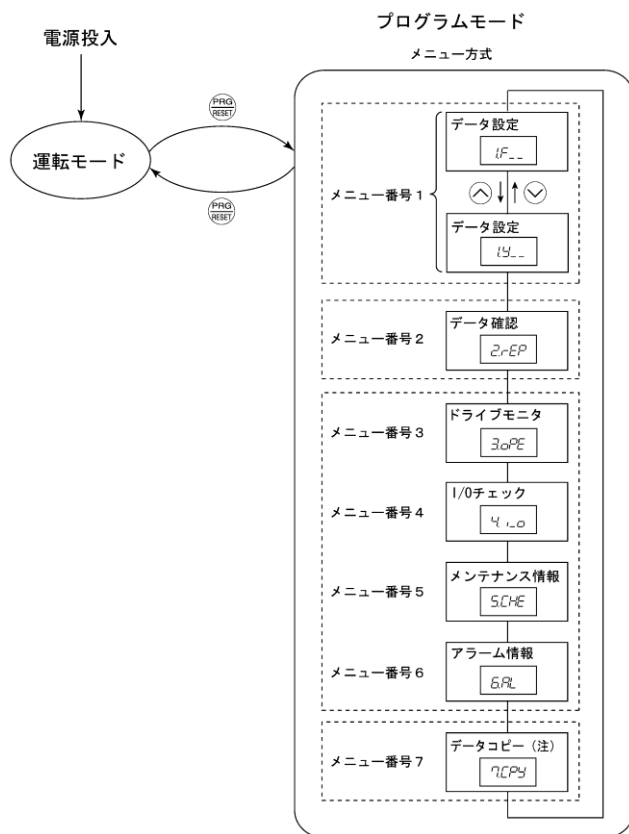 プログラムモード
電源投入
メニュー方式
PRG
RESET
運転モード
PRG
RESET
メニュー番号1
データ設定
1.F__
データ設定
1.y__
メニュー番号2
データ確認
2.rEP
メニュー番号3
ドライブモニタ
3.oPE
メニュー番号4
I/Oチェック
4.i_o
メニュー番号5
メンテナンス情報
5.CHE
メニュー番号6
アラーム情報
6.AL
メニュー番号7
データコピー（注）
7.CPY